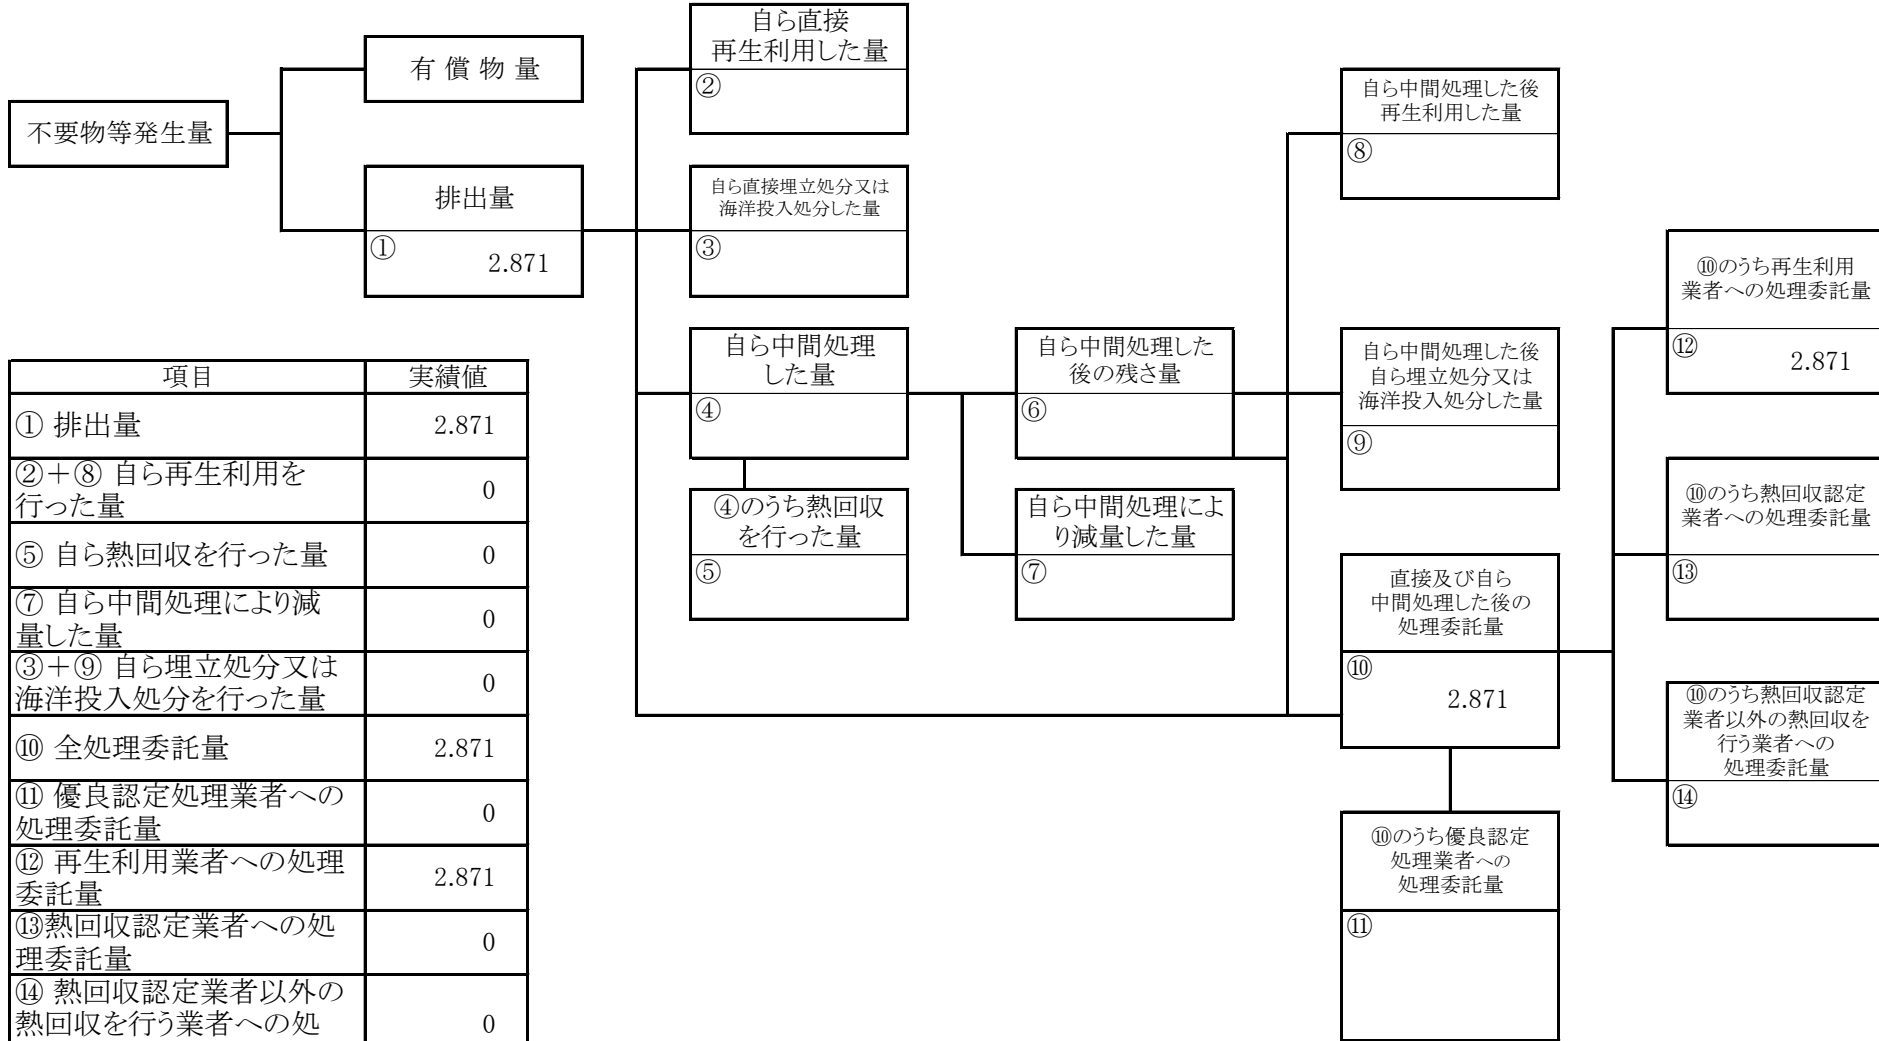 不要物等発生量
有償物量
排出量
①
2.871
自ら直接
再生利用した量
②
自ら直接埋立処分又は
海洋投入処分した量
③
自ら中間処理
した量
④
④のうち熱回収
を行った量
⑤
自ら中間処理した
後の残さ量
⑥
自ら中間処理によ
り減量した量
⑦
自ら中間処理した後
再生利用した量
⑧
自ら中間処理した後
自ら埋立処分又は
海洋投入処分した量
⑨
直接及び自ら
中間処理した後の
処理委託量
⑩
2.871
⑩のうち優良認定
処理業者への
処理委託量
⑪
⑩のうち再生利用
業者への処理委託量
⑫
2.871
⑩のうち熱回収認定
業者への処理委託量
⑬
⑩のうち熱回収認定
業者以外の熱回収を
行う業者への
処理委託量
⑭
項目 実績値
① 排出量 2.871
②+⑧ 自ら再生利用を
行った量 0
⑤ 自ら熱回収を行った量 0
⑦ 自ら中間処理により減
量した量 0
③+⑨ 自ら埋立処分又は
海洋投入処分を行った量 0
⑩ 全処理委託量 2.871
⑪ 優良認定処理業者への
処理委託量 0
⑫ 再生利用業者への処理
委託量 2.871
⑬熱回収認定業者への処
理委託量 0
⑭ 熱回収認定業者以外の
熱回収を行う業者への処 0